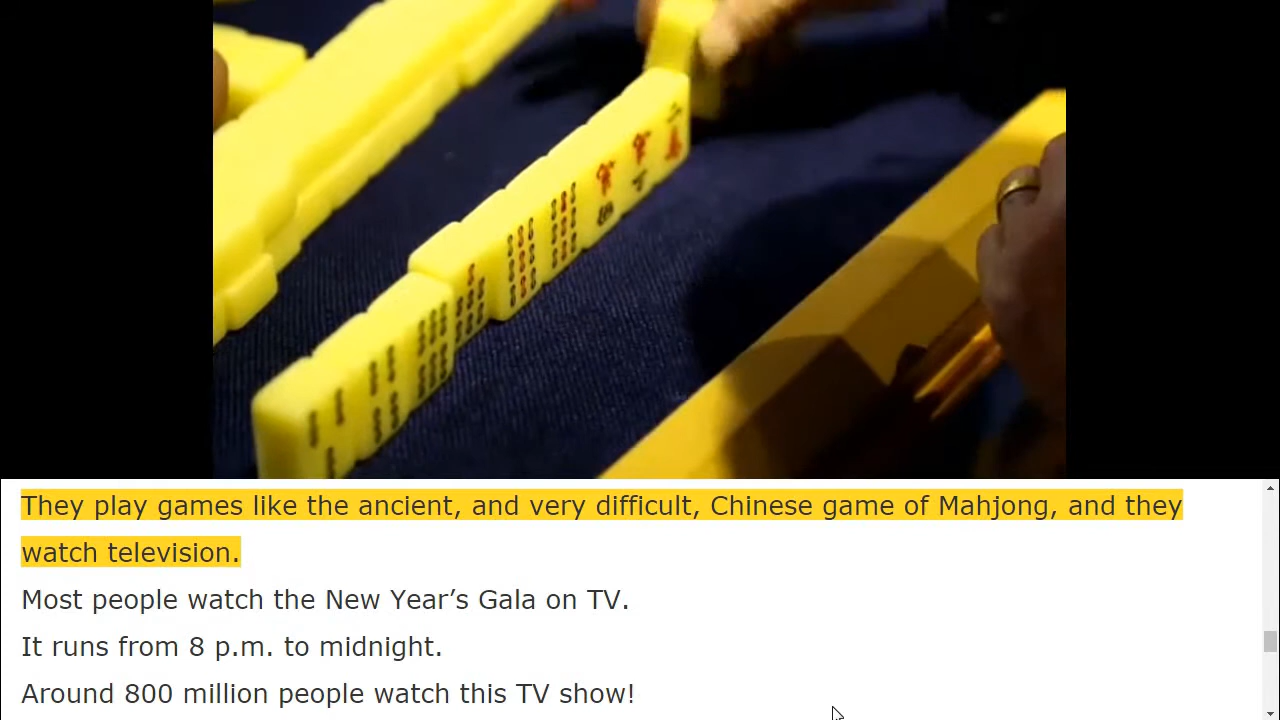 They play games like the ancient, and very difficult, Chinese game of Mahjong, and they
watch television.
Most people watch the New Year’s Gala on TV.
It runs from 8 p.m. to midnight.
Around 800 million people watch this TV show!